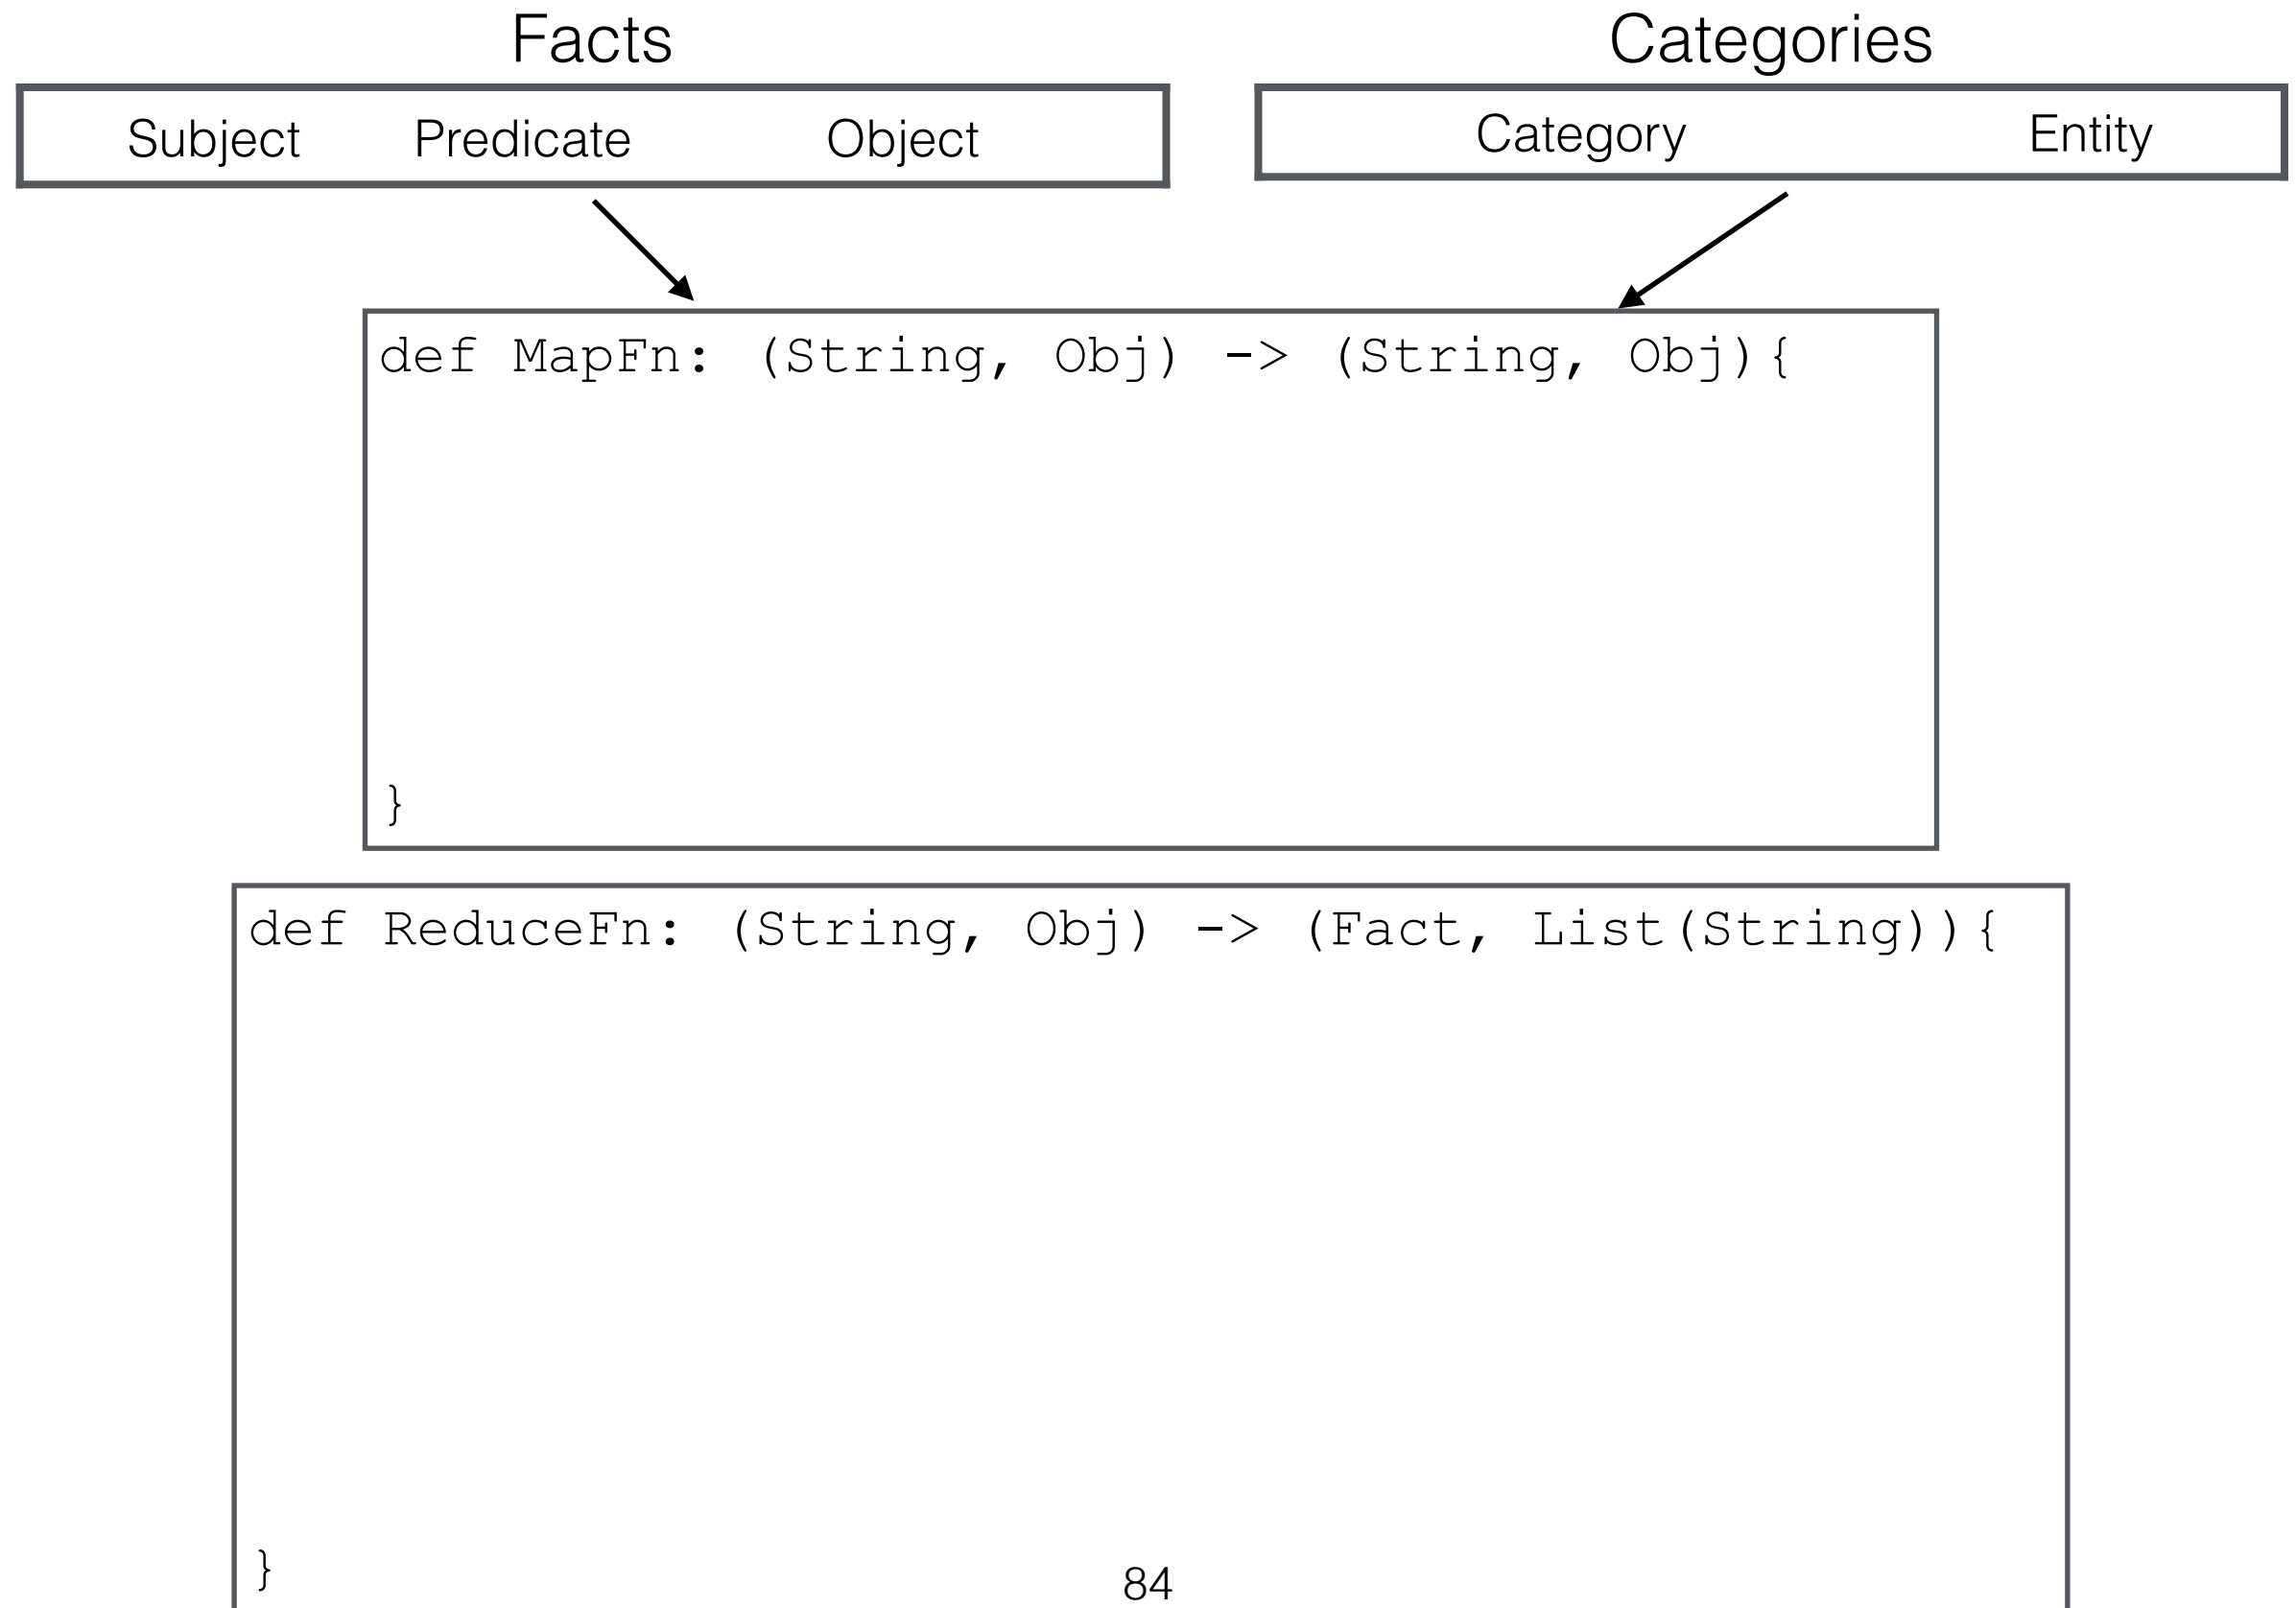 Facts
Categories
Subject Predicate Object
Category Entity
def MapFn: (String, Obj) -> (String, Obj){
}
def ReduceFn: (String, Obj) -> (Fact, List(String)){
}
84